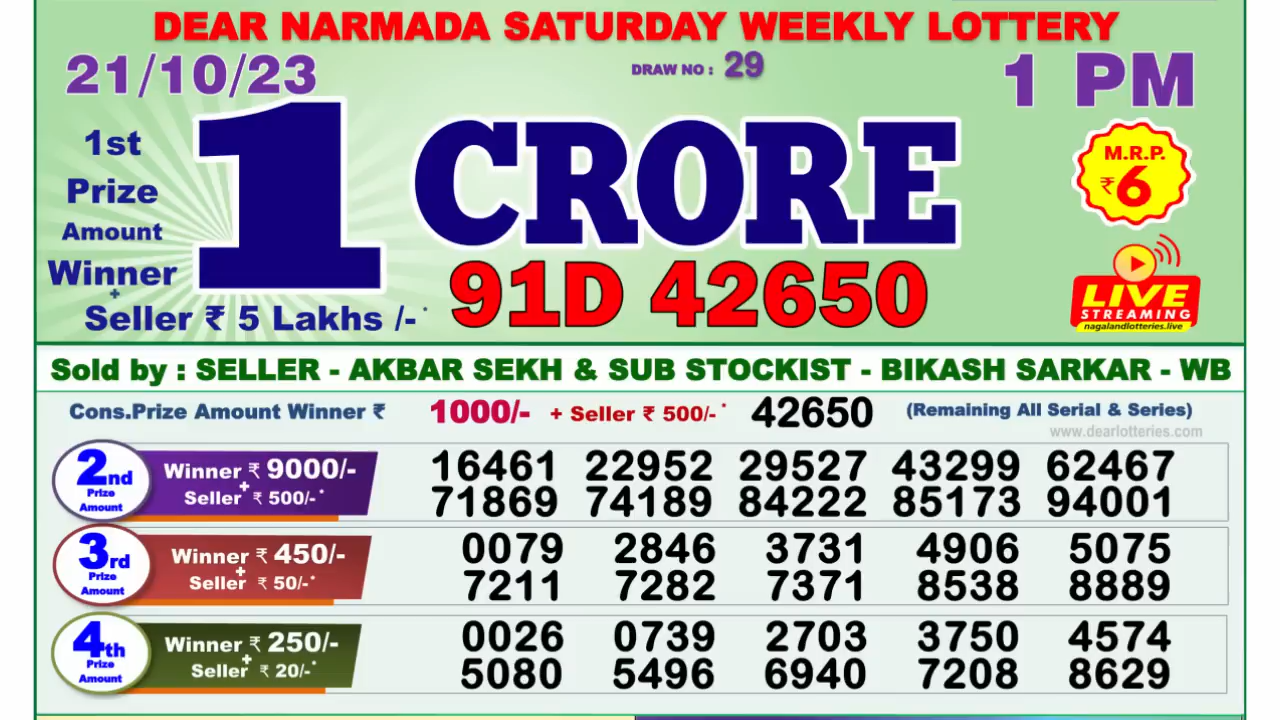 DEAR NARMADA SATURDAY WEEKLY LOTTERY
21/10/23
DRAW NO : 29
1 PM
1st
Prize
Amount
Winner
+
Seller ₹ 5 Lakhs /-*
1 CRORE
91D 42650
M.R.P.
₹6
LIVE
STREAMING
nagalandlotteries.live
Sold by : SELLER - AKBAR SEKH & SUB STOCKIST - BIKASH SARKAR - WB
Cons.Prize Amount Winner ₹ 1000/- + Seller ₹ 500/-* 42650 (Remaining All Serial & Series)
www.dearlotteries.com
2nd
Prize
Amount
Winner ₹ 9000/-
+
Seller ₹ 500/-*
16461 22952 29527 43299 62467
71869 74189 84222 85173 94001
3rd
Prize
Amount
Winner ₹ 450/-
+
Seller ₹ 50/-*
0079 2846 3731 4906 5075
7211 7282 7371 8538 8889
4th
Prize
Amount
Winner ₹ 250/-
+
Seller ₹ 20/-*
0026 0739 2703 3750 4574
5080 5496 6940 7208 8629